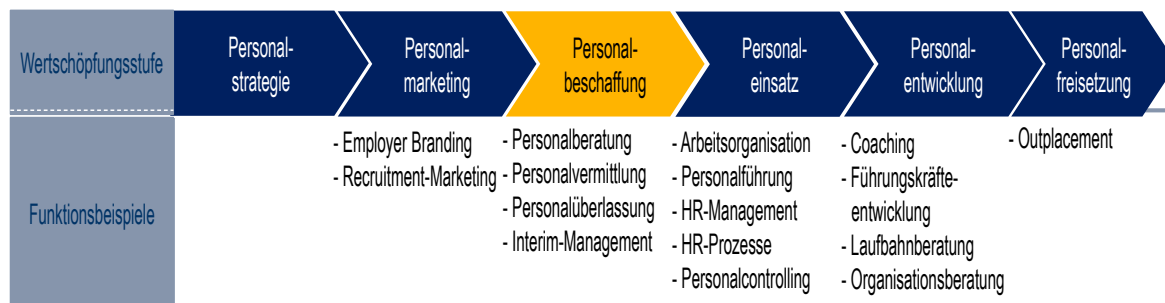 Wertschöpfungsstufe
Personal-
strategie
Personal-
marketing
Personal-
beschaffung
Personal-
einsatz
Personal-
entwicklung
Personal-
freisetzung
Funktionsbeispiele
- Employer Branding
- Recruitment-Marketing
- Personalberatung
- Personalvermittlung
- Personalüberlassung
- Interim-Management
- Arbeitsorganisation
- Personalführung
- HR-Management
- HR-Prozesse
- Personalcontrolling
- Coaching
- Führungskräfte-
entwicklung
- Laufbahnberatung
- Organisationsberatung
- Outplacement